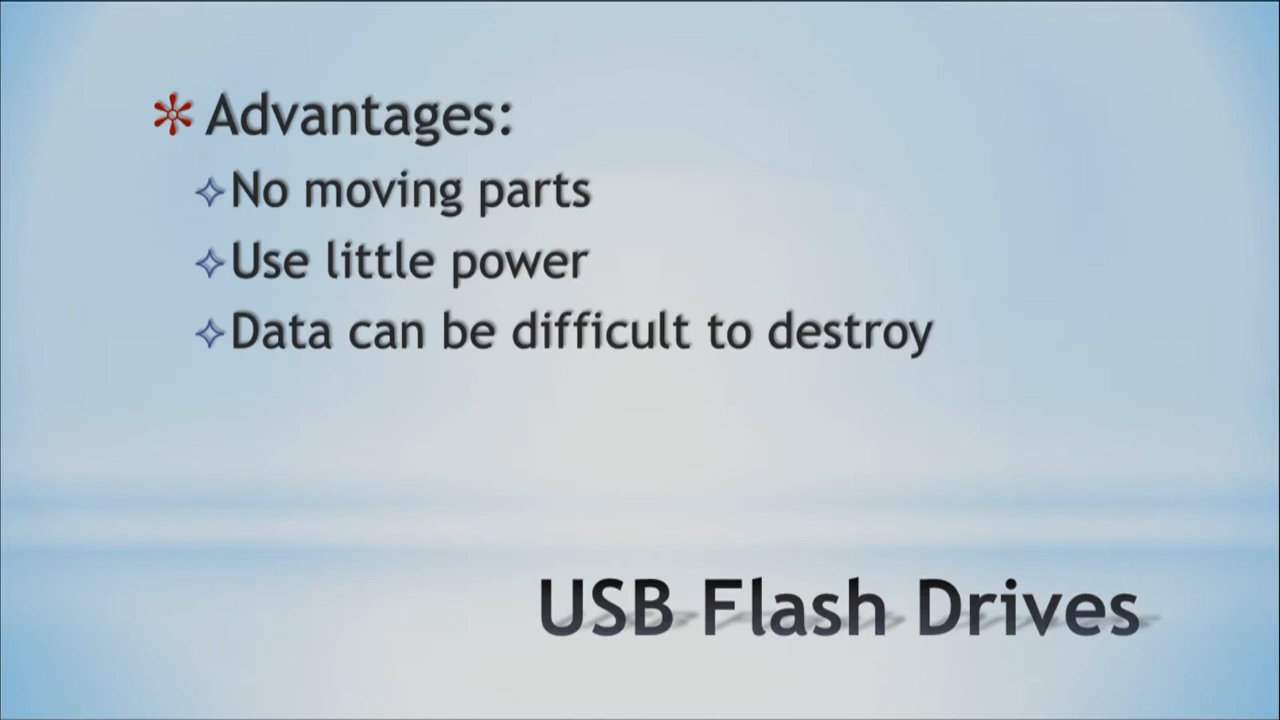 Advantages:
No moving parts
Use little power
Data can be difficult to destroy
USB Flash Drives